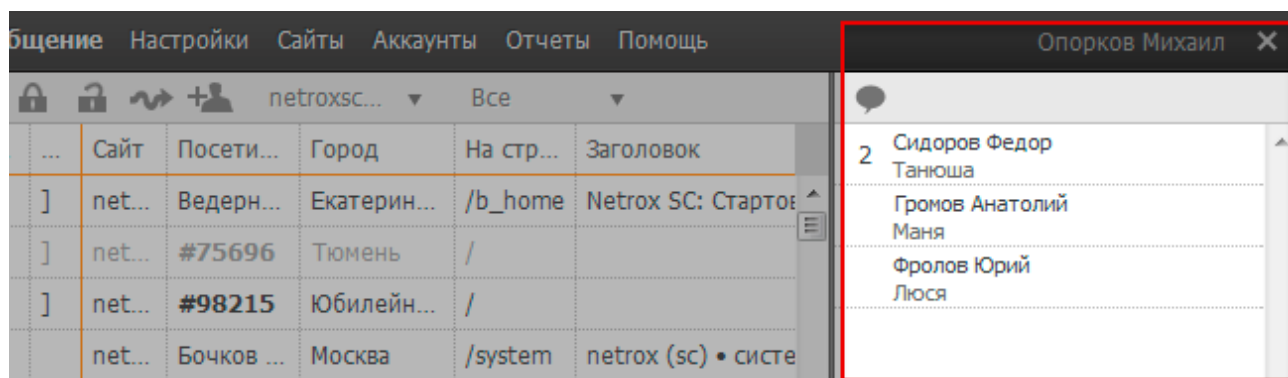 бщение Настройки Сайты Аккаунты Отчеты Помощь Опорков Михаил
netroxsc... Все
... Сайт Посети... Город На стр... Заголовок
] net... Ведерн... Екатерин... /b_home Netrox SC: Стартов
] net... #75696 Тюмень /
] net... #98215 Юбилейн... /
net... Бочков ... Москва /system netrox (sc) • систе
2 Сидоров Федор
Танюша
Громов Анатолий
Маня
Фролов Юрий
Люся